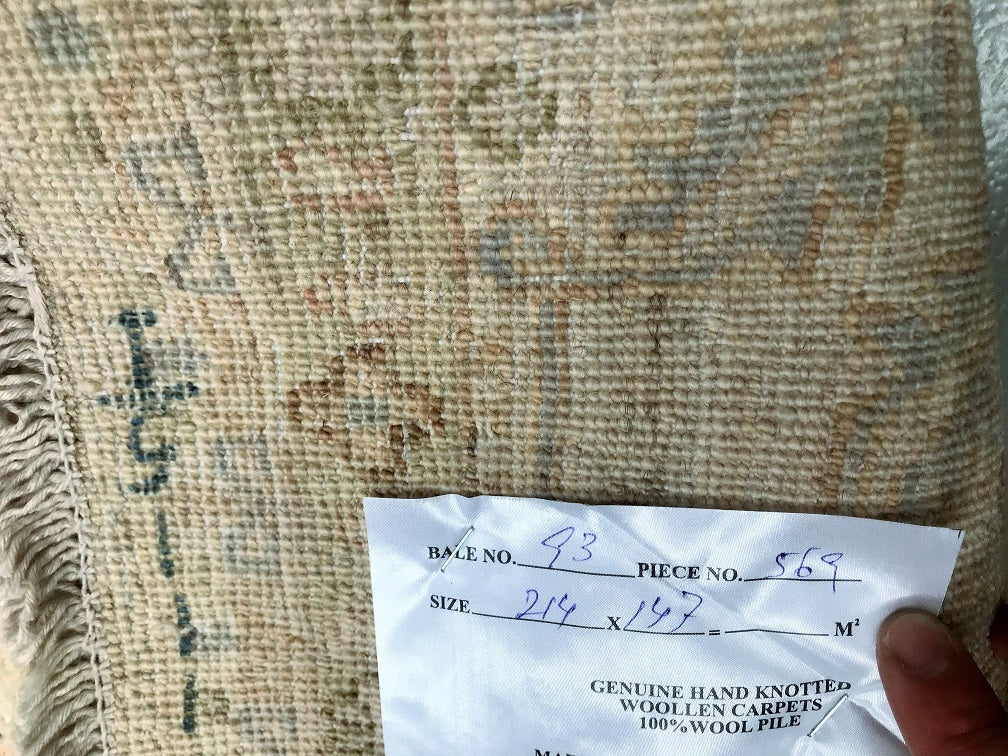 BALE NO. 93 PIECE NO. 569
SIZE 214 X 147 = M²
GENUINE HAND KNOTTED
WOOLLEN CARPETS
100%WOOL PILE